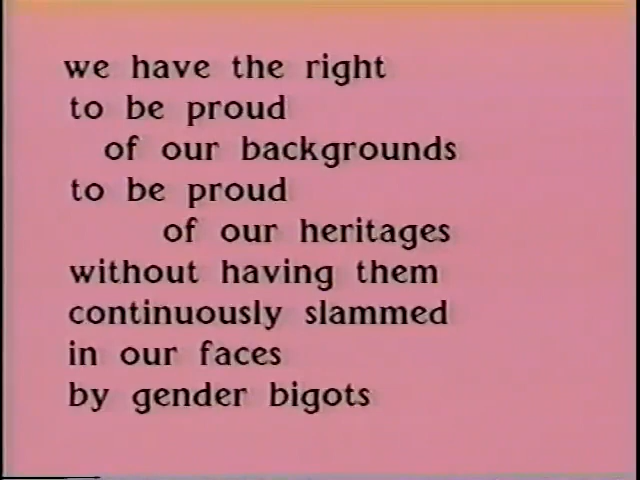 we have the right
to be proud
of our backgrounds
to be proud
of our heritages
without having them
continuously slammed
in our faces
by gender bigots